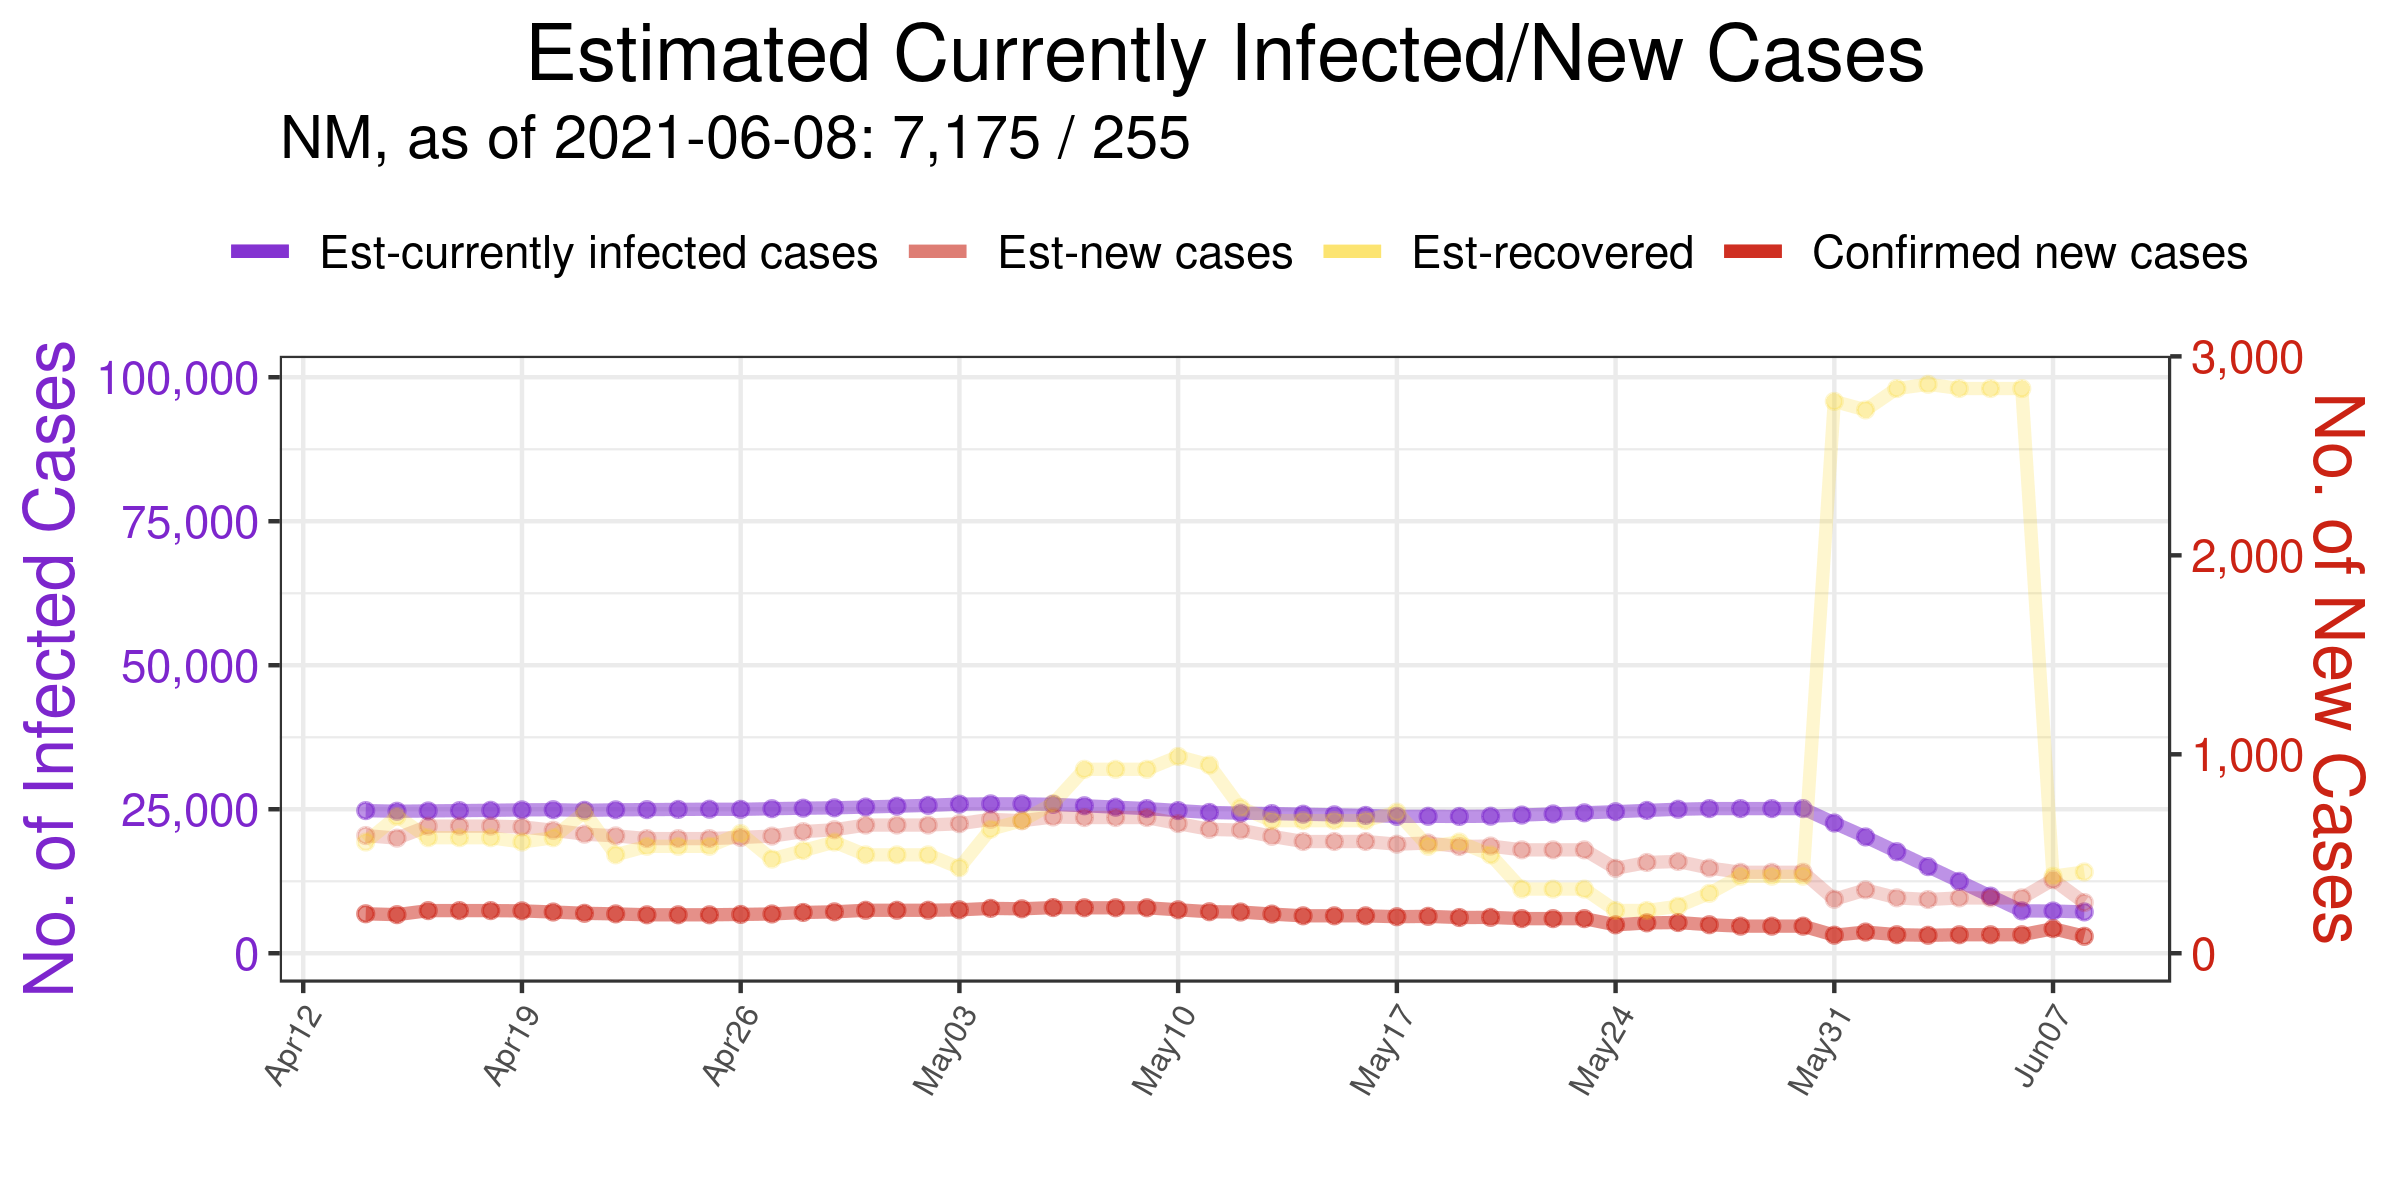 Estimated Currently Infected/New Cases
NM, as of 2021-06-08: 7,175 / 255
Est-currently infected cases
Est-new cases
Est-recovered
Confirmed new cases
No. of Infected Cases
100,000
75,000
50,000
25,000
0
3,000
2,000
1,000
0
No. of New Cases
Apr12
Apr19
Apr26
May03
May10
May17
May24
May31
Jun07